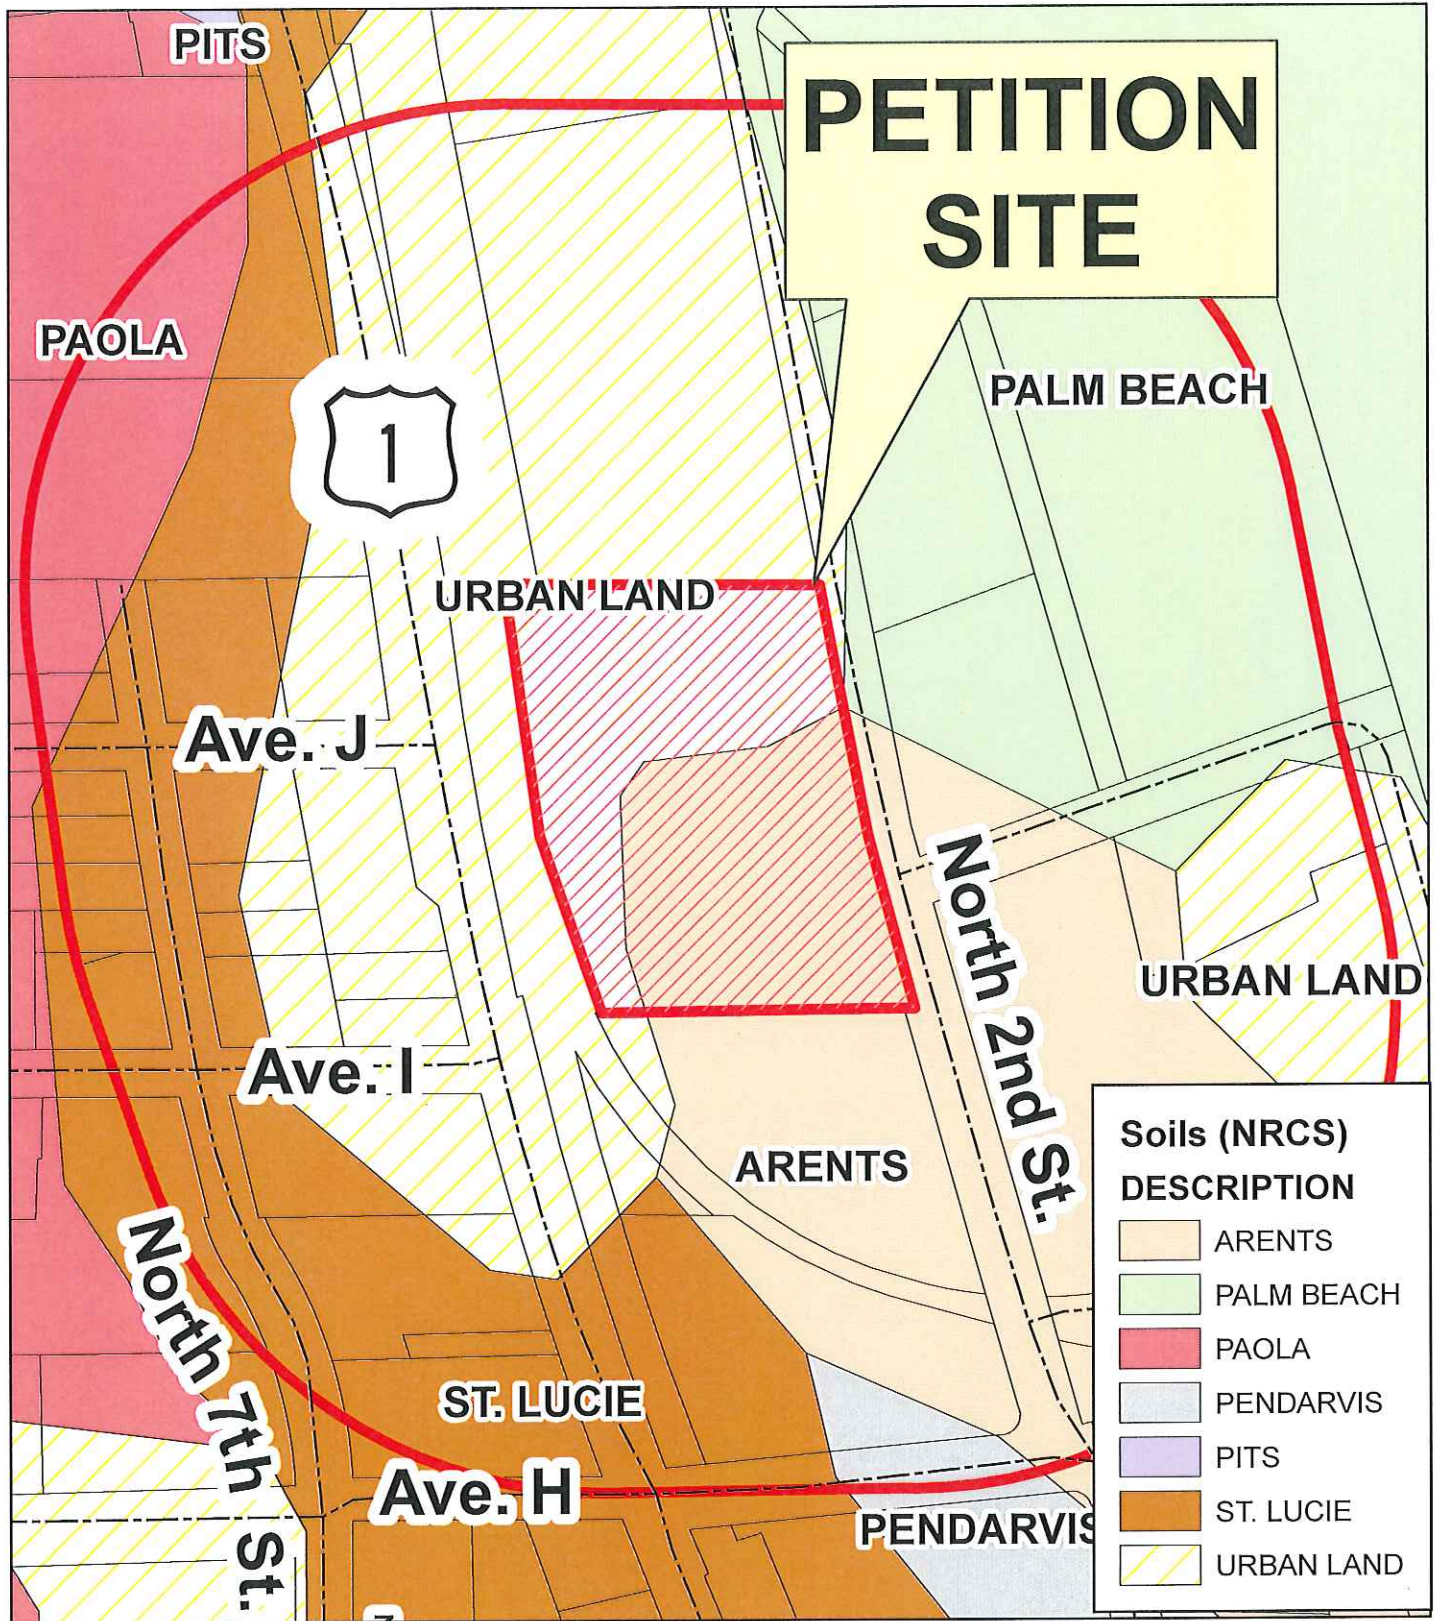 PITS
PETITION
SITE
PAOLA
PALM BEACH
1
URBAN LAND
Ave. J
North 2nd St.
URBAN LAND
Ave. I
ARENTS
North 7th St.
ST. LUCIE
Ave. H
PENDARVIS
Soils (NRCS)
DESCRIPTION
ARENTS
PALM BEACH
PAOLA
PENDARVIS
PITS
ST. LUCIE
URBAN LAND